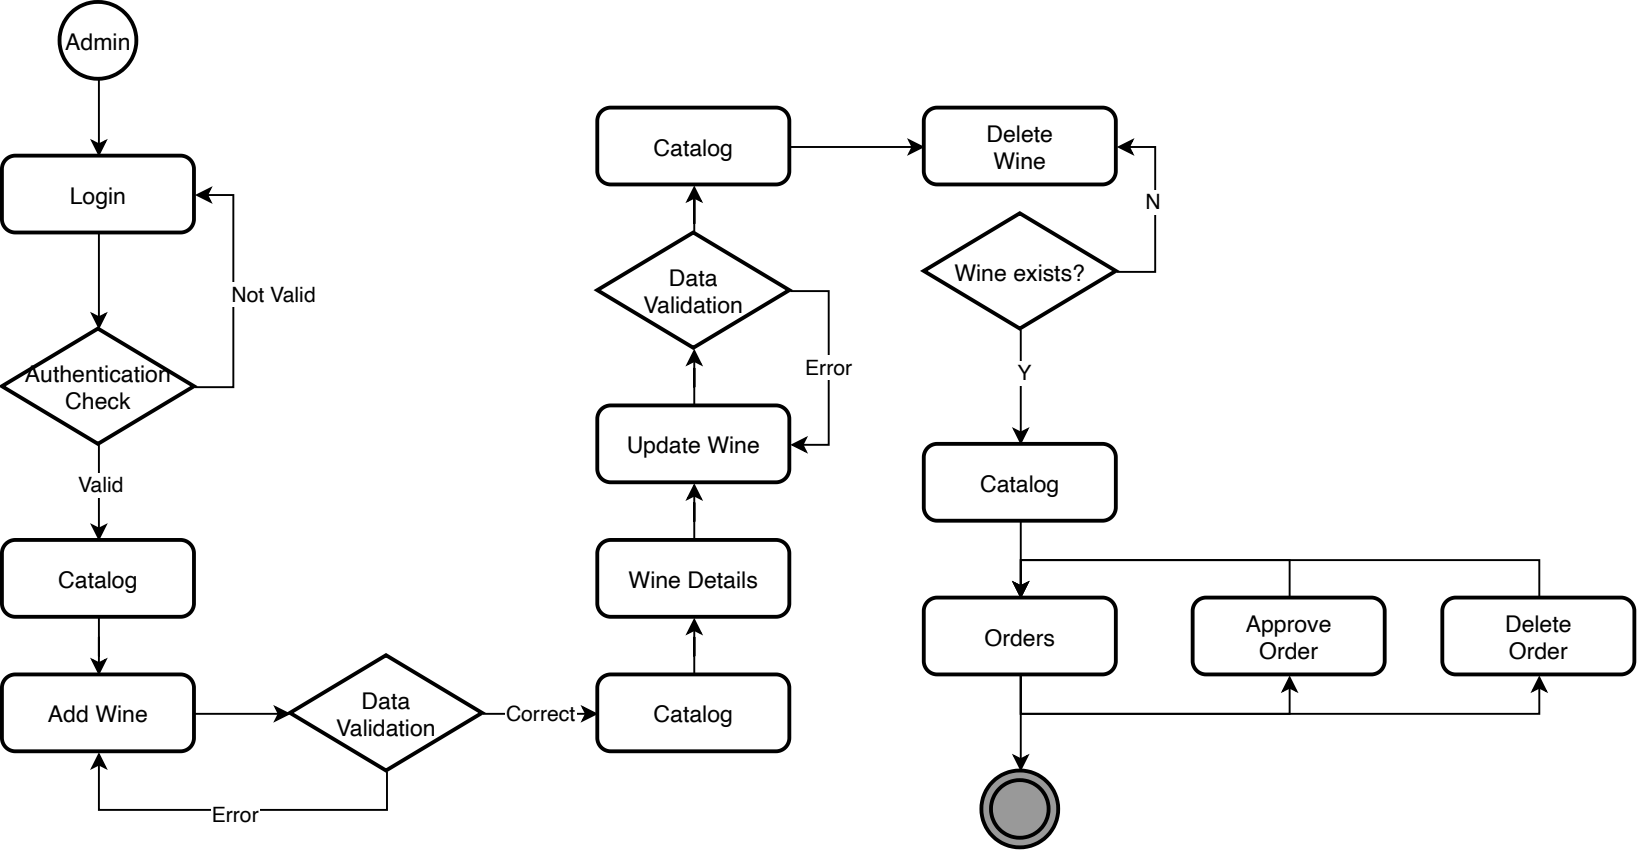 Admin
Login
Not Valid
Authentication
Check
Valid
Catalog
Add Wine
Data
Validation
Error
Correct
Catalog
Wine Details
Update Wine
Error
Data
Validation
Catalog
Delete
Wine
N
Wine exists?
Y
Catalog
Orders
Approve
Order
Delete
Order